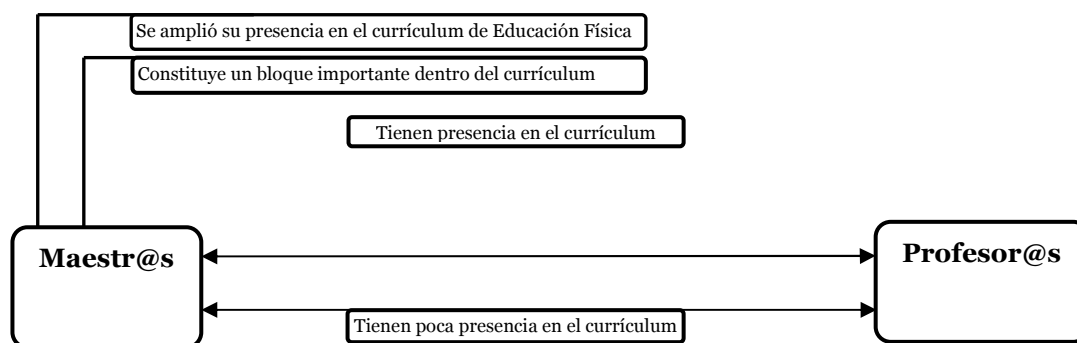 Se amplió su presencia en el currículum de Educación Física
Constituye un bloque importante dentro del currículum
Tienen presencia en el currículum
Maestr@s
Profesor@s
Tienen poca presencia en el currículum